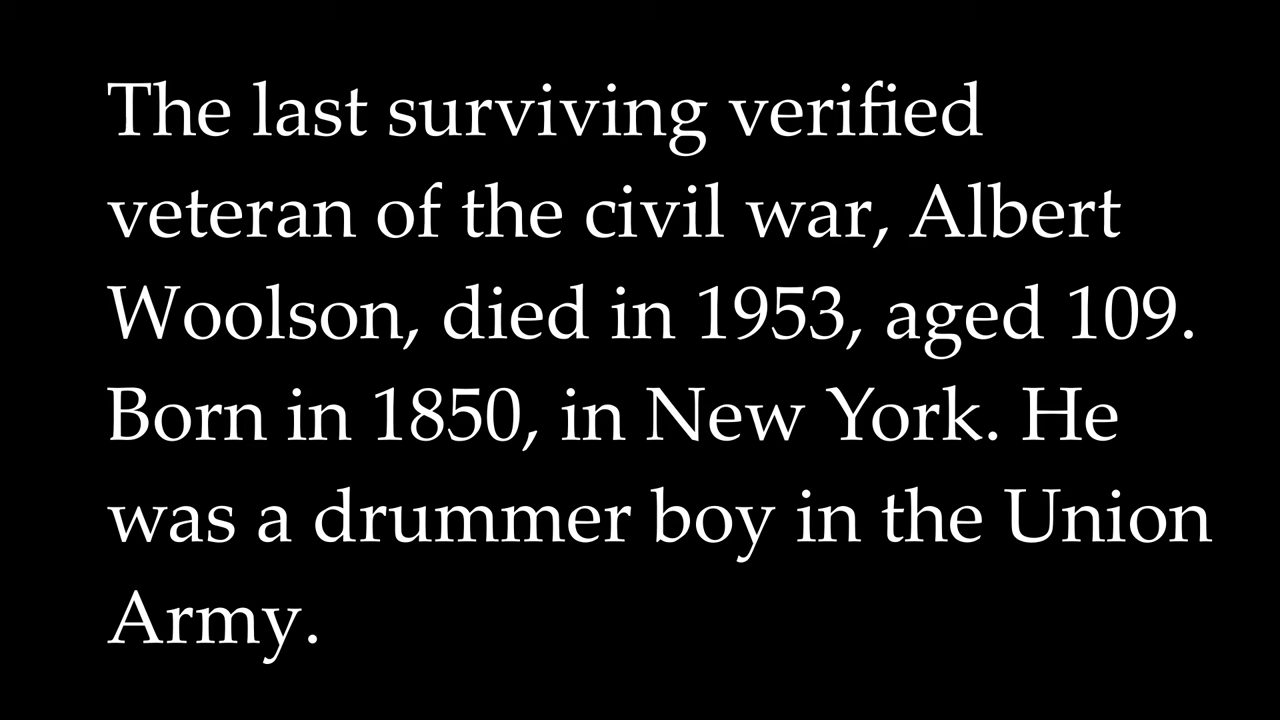 The last surviving verified
veteran of the civil war, Albert
Woolson, died in 1953, aged 109.
Born in 1850, in New York. He
was a drummer boy in the Union
Army.